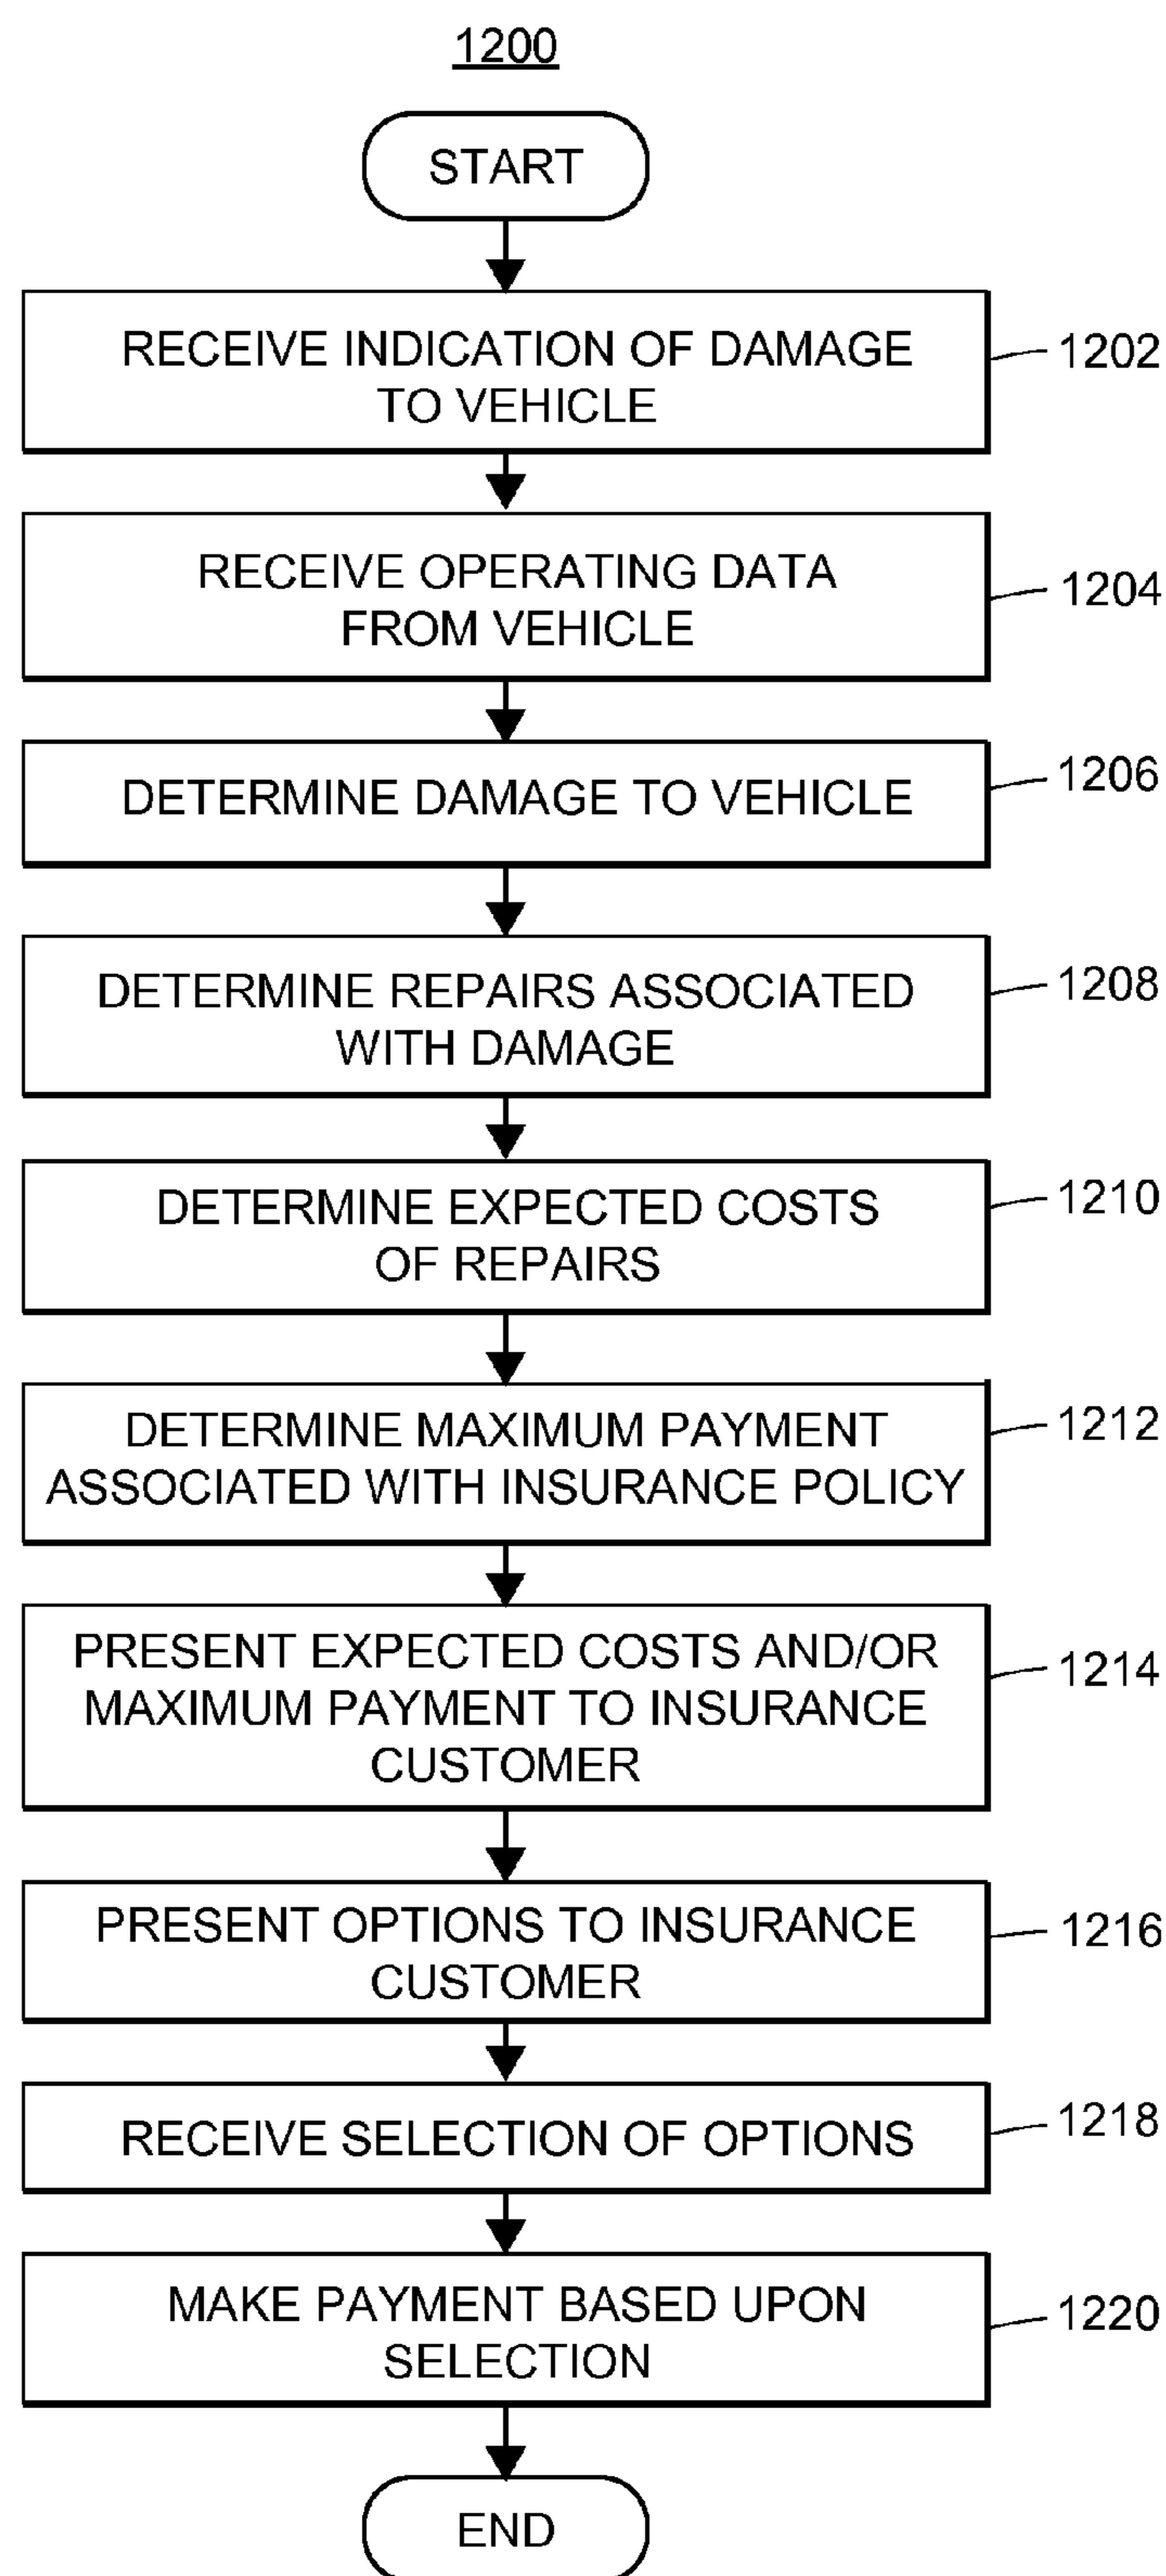 1200
START
RECEIVE INDICATION OF DAMAGE
TO VEHICLE
1202
RECEIVE OPERATING DATA
FROM VEHICLE
1204
DETERMINE DAMAGE TO VEHICLE
1206
DETERMINE REPAIRS ASSOCIATED
WITH DAMAGE
1208
DETERMINE EXPECTED COSTS
OF REPAIRS
1210
DETERMINE MAXIMUM PAYMENT
ASSOCIATED WITH INSURANCE POLICY
1212
PRESENT EXPECTED COSTS AND/OR
MAXIMUM PAYMENT TO INSURANCE
CUSTOMER
1214
PRESENT OPTIONS TO INSURANCE
CUSTOMER
1216
RECEIVE SELECTION OF OPTIONS
1218
MAKE PAYMENT BASED UPON
SELECTION
1220
END